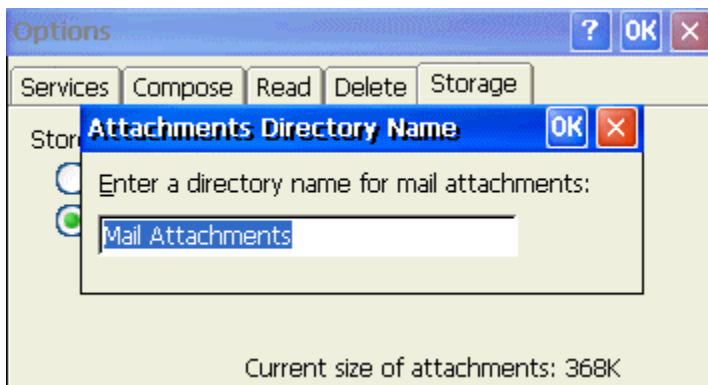 Options ? OK
Services Compose Read Delete Storage
Attachments Directory Name OK
Stor
Enter a directory name for mail attachments:
Mail Attachments
Current size of attachments: 368K